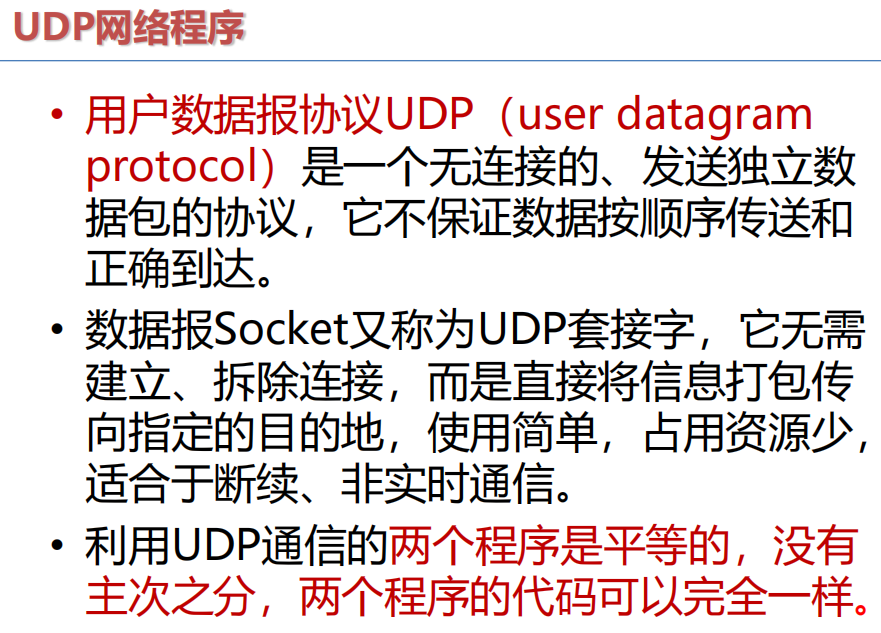 UDP网络程序
• 用户数据报协议UDP（user datagram
protocol）是一个无连接的、发送独立数
据包的协议，它不保证数据按顺序传送和
正确到达。
• 数据报Socket又称为UDP套接字，它无需
建立、拆除连接，而是直接将信息打包传
向指定的目的地，使用简单，占用资源少，
适合于断续、非实时通信。
• 利用UDP通信的两个程序是平等的，没有
主次之分，两个程序的代码可以完全一样。